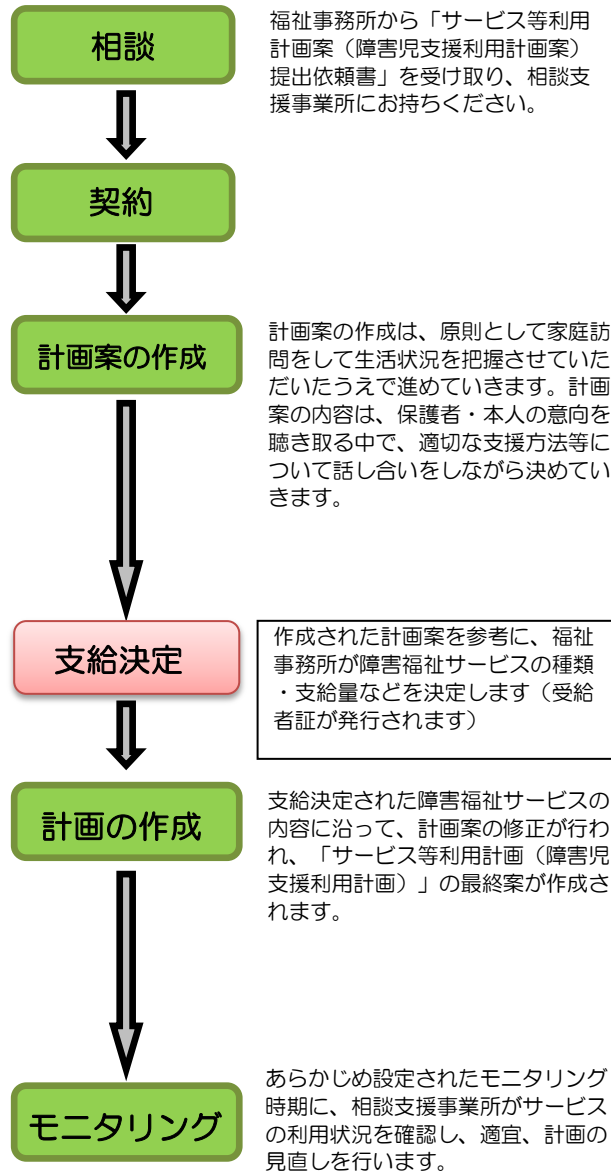 相談
福祉事務所から「サービス等利用
計画案（障害児支援利用計画案）
提出依頼書」を受け取り、相談支
援事業所にお持ちください。
契約
計画案の作成
計画案の作成は、原則として家庭訪
問をして生活状況を把握させていた
だいたうえで進めていきます。計画
案の内容は、保護者・本人の意向を
聴き取る中で、適切な支援方法等に
ついて話し合いをしながら決めてい
きます。
支給決定
作成された計画案を参考に、福祉
事務所が障害福祉サービスの種類
・支給量などを決定します（受給
者証が発行されます）
計画の作成
支給決定された障害福祉サービスの
内容に沿って、計画案の修正が行わ
れ、「サービス等利用計画（障害児
支援利用計画）」の最終案が作成さ
れます。
モニタリング
あらかじめ設定されたモニタリング
時期に、相談支援事業所がサービス
の利用状況を確認し、適宜、計画の
見直しを行います。